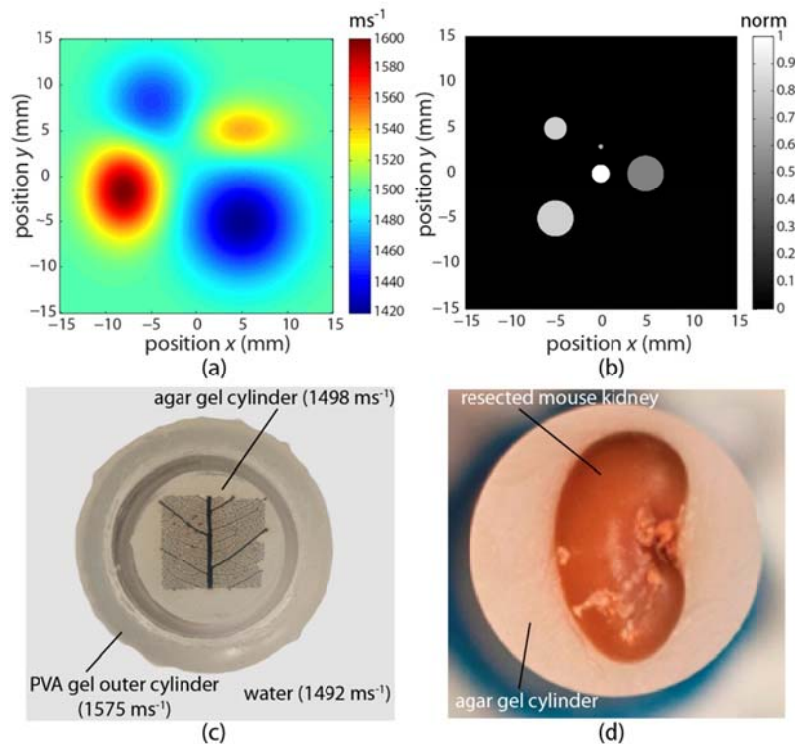 ms⁻¹
15
10
5
0
−5
−10
−15
position y (mm)
−15 −10 −5 0 5 10 15
position x (mm)
1600
1580
1560
1540
1520
1500
1480
1460
1440
1420
(a)
norm
15
10
5
0
−5
−10
−15
position y (mm)
−15 −10 −5 0 5 10 15
position x (mm)
1
0.9
0.8
0.7
0.6
0.5
0.4
0.3
0.2
0.1
0
(b)
agar gel cylinder (1498 ms⁻¹)
PVA gel outer cylinder
(1575 ms⁻¹)
water (1492 ms⁻¹)
(c)
resected mouse kidney
agar gel cylinder
(d)